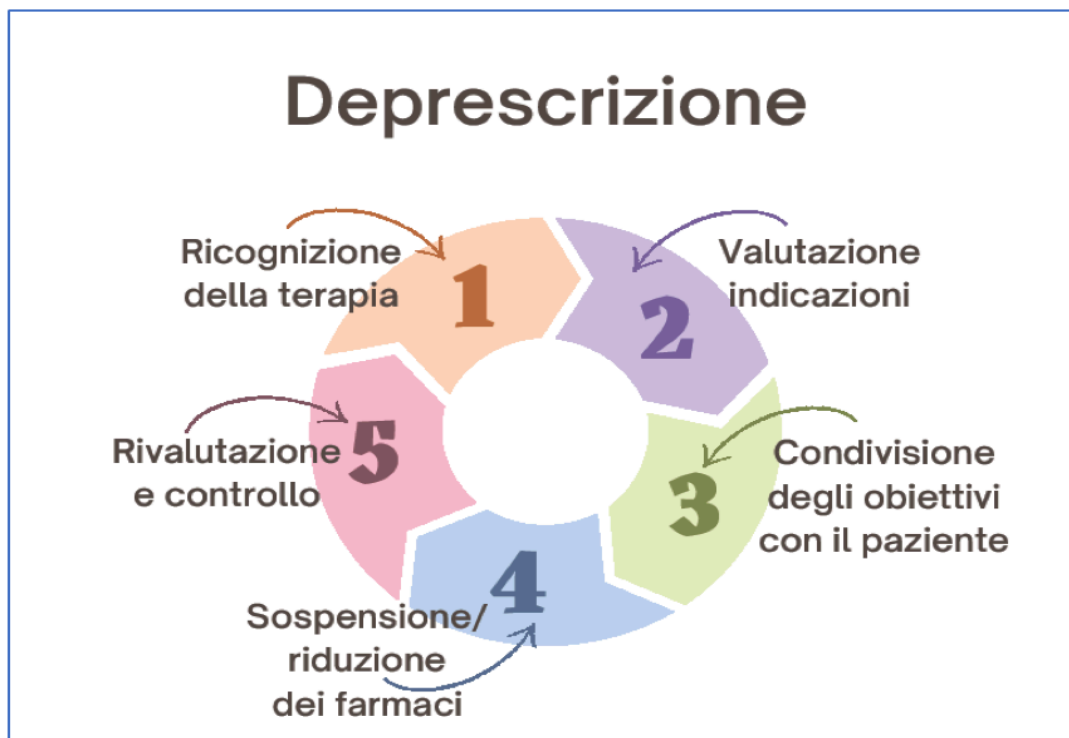 Deprescrizione
1
Ricognizione
della terapia
2
Valutazione
indicazioni
3
Condivisione
degli obiettivi
con il paziente
4
Sospensione/
riduzione
dei farmaci
5
Rivalutazione
e controllo